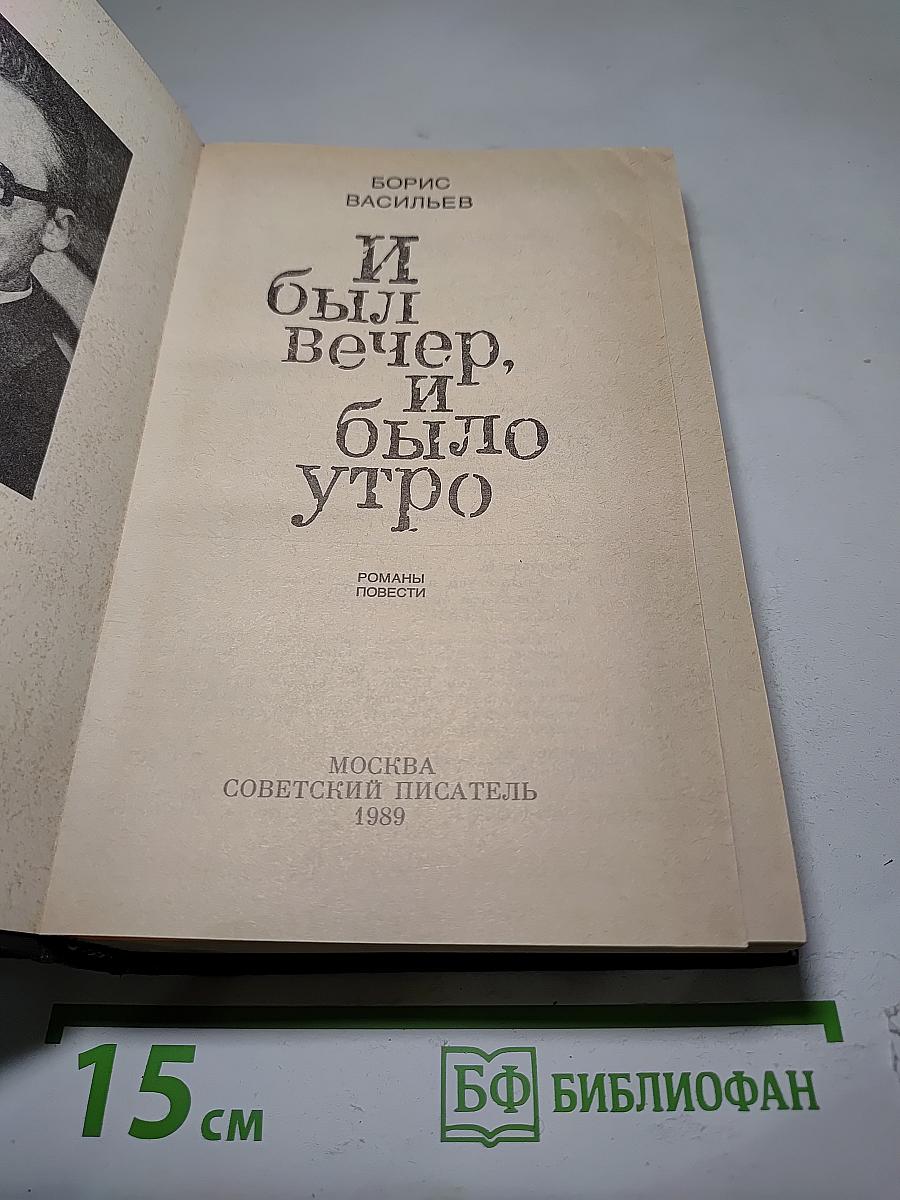 БОРИС
ВАСИЛЬЕВ
И
был
вечер,
и
было
утро
РОМАНЫ
ПОВЕСТИ
МОСКВА
СОВЕТСКИЙ ПИСАТЕЛЬ
1989
15 см
БФ БИБЛИОФАН